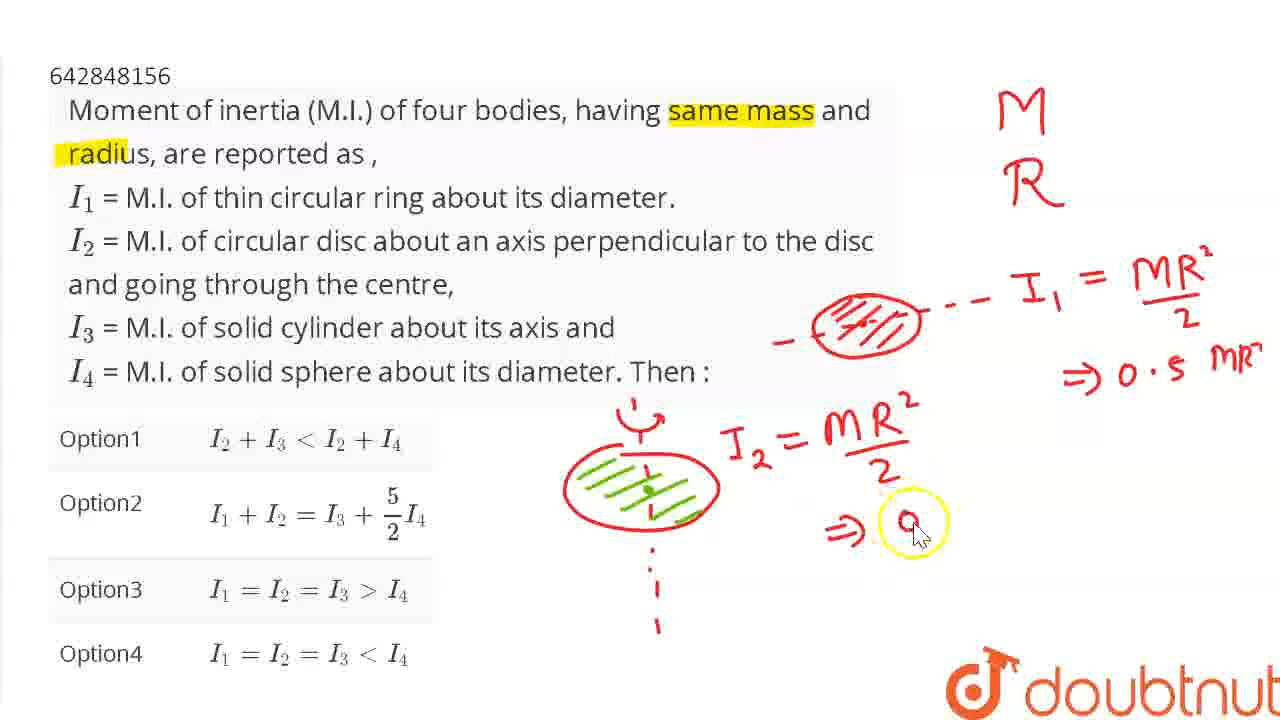 642848156
Moment of inertia (M.I.) of four bodies, having same mass and
radius, are reported as ,
I₁ = M.I. of thin circular ring about its diameter.
I₂ = M.I. of circular disc about an axis perpendicular to the disc
and going through the centre,
I₃ = M.I. of solid cylinder about its axis and
I₄ = M.I. of solid sphere about its diameter. Then :
Option1 I₂ + I₃ < I₂ + I₄
Option2 I₁ + I₂ = I₃ + 5/2 I₄
Option3 I₁ = I₂ = I₃ > I₄
Option4 I₁ = I₂ = I₃ < I₄
M
R
I₁ = MR²/2
⇒ 0.5 MR²
I₂ = MR²/2
⇒ 0
doubtnut